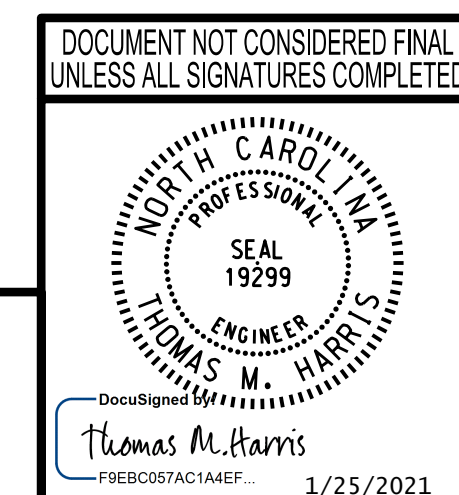 DOCUMENT NOT CONSIDERED FINAL
UNLESS ALL SIGNATURES COMPLETED
NORTH CAROLINA
PROFESSIONAL
SEAL
19299
ENGINEER
THOMAS M. HARRIS
DocuSigned by:
Thomas M. Harris
F9EBC057AC1A4EF...
1/25/2021